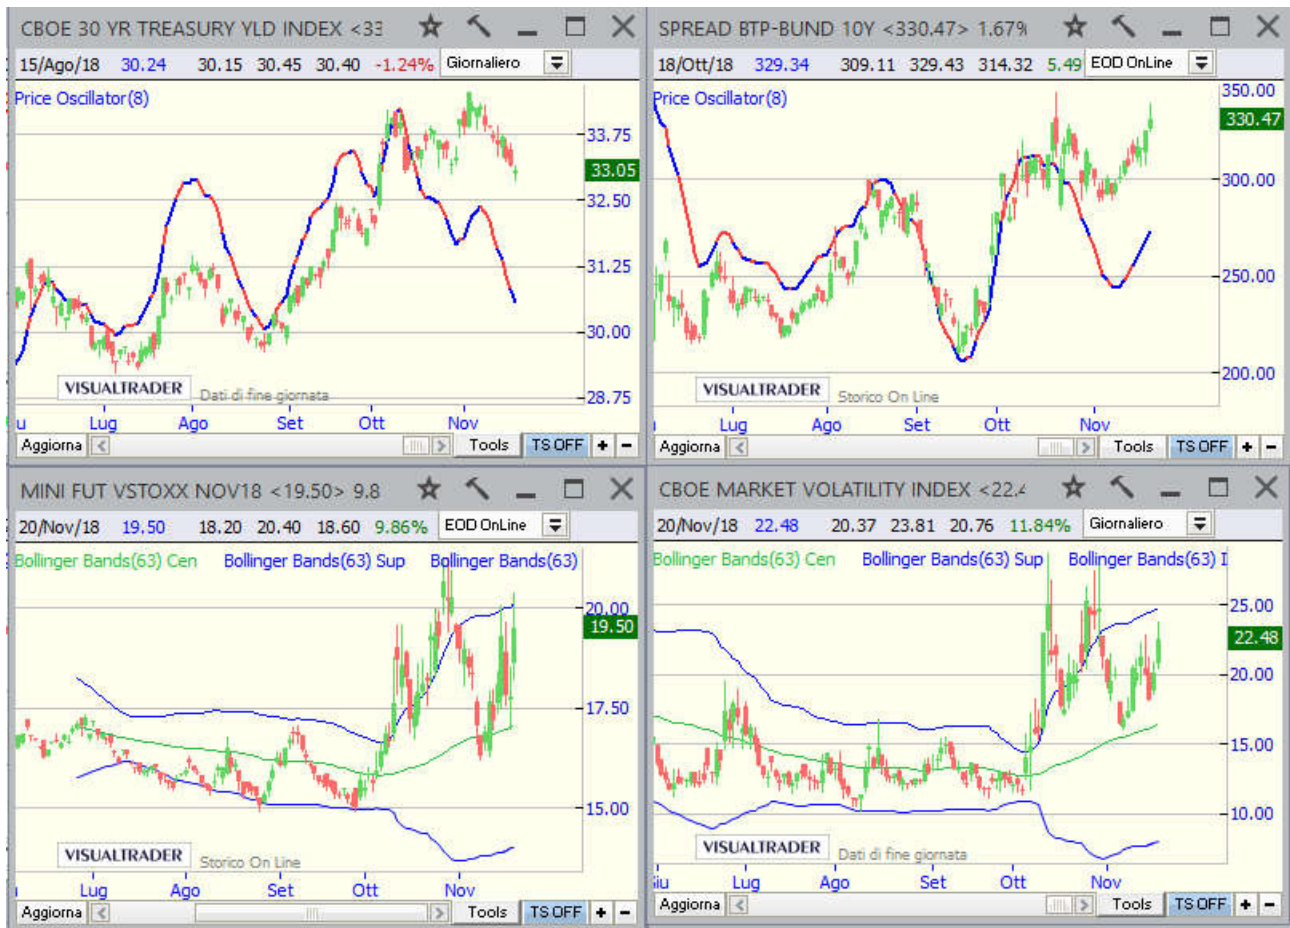 CBOE 30 YR TREASURY YLD INDEX <33
15/Ago/18 30.24 30.15 30.45 30.40 -1.24% Giornaliero
Price Oscillator(8)
33.75
33.05
32.50
31.25
30.00
28.75
VISUALTRADER Dati di fine giornata
Lug Ago Set Ott Nov
Aggiorna Tools TS OFF + -
SPREAD BTP-BUND 10Y <330.47> 1.67%
18/Ott/18 329.34 309.11 329.43 314.32 5.49 EOD OnLine
Price Oscillator(8)
350.00
330.47
300.00
250.00
200.00
VISUALTRADER Storico On Line
Lug Ago Set Ott Nov
Aggiorna Tools TS OFF + -
MINI FUT VSTOXX NOV18 <19.50> 9.8
20/Nov/18 19.50 18.20 20.40 18.60 9.86% EOD OnLine
Bollinger Bands(63) Cen Bollinger Bands(63) Sup Bollinger Bands(63)
20.00
19.50
17.50
15.00
VISUALTRADER Storico On Line
Lug Ago Set Ott Nov
Aggiorna Tools TS OFF + -
CBOE MARKET VOLATILITY INDEX <22.4
20/Nov/18 22.48 20.37 23.81 20.76 11.84% Giornaliero
Bollinger Bands(63) Cen Bollinger Bands(63) Sup Bollinger Bands(63) I
25.00
22.48
20.00
15.00
10.00
VISUALTRADER Dati di fine giornata
Giu Lug Ago Set Ott Nov
Aggiorna Tools TS OFF + -